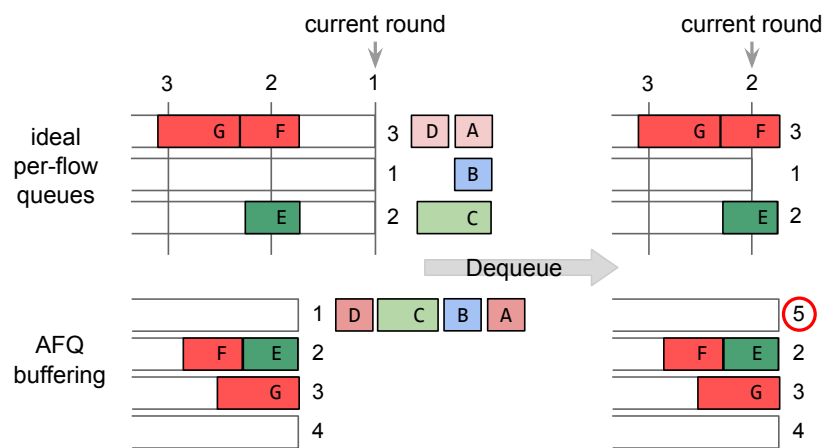 current round
current round
3 2 1
3 2
ideal
per-flow
queues
G F 3 D A
G F 3
1 B
1
E 2 C
E 2
Dequeue
AFQ
buffering
1 D C B A
5
F E 2
F E 2
G 3
G 3
4
4